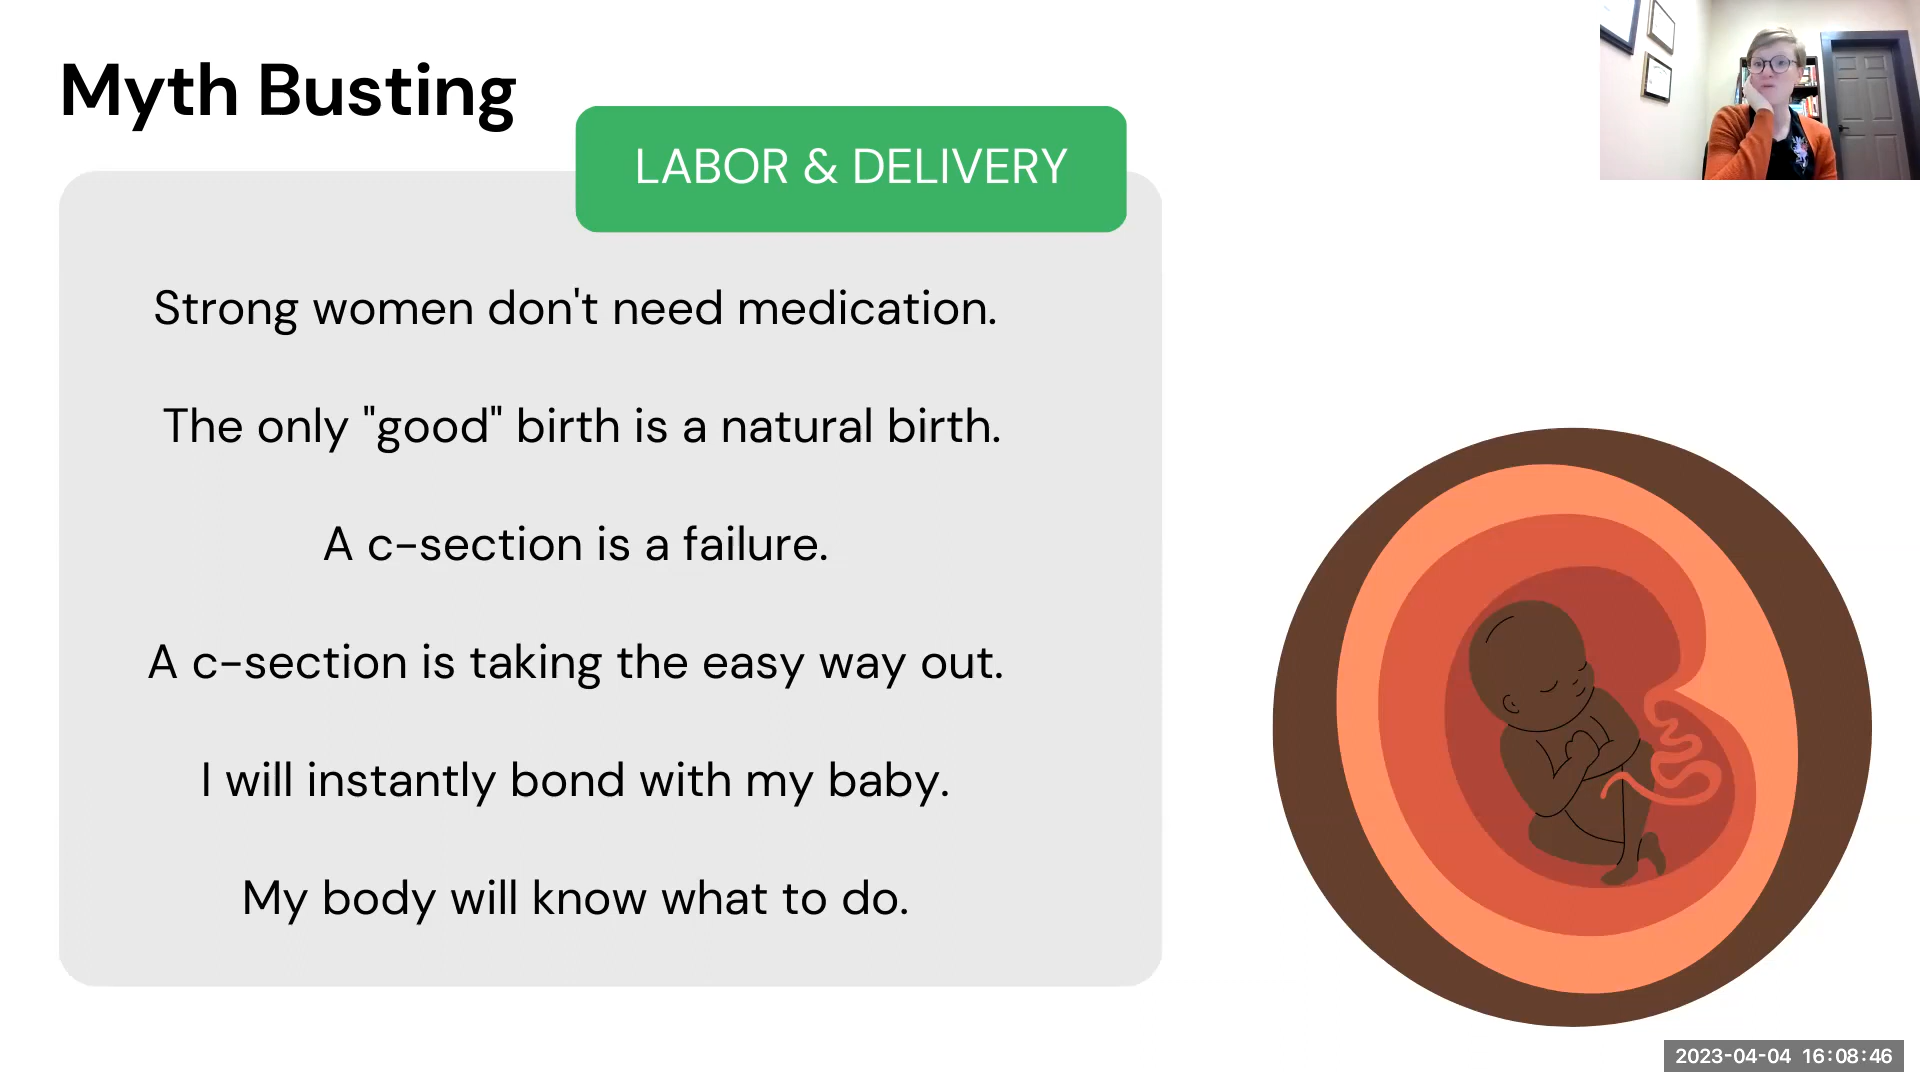 Myth Busting
LABOR & DELIVERY
Strong women don't need medication.
The only "good" birth is a natural birth.
A c-section is a failure.
A c-section is taking the easy way out.
I will instantly bond with my baby.
My body will know what to do.
2023-04-04 16:08:46